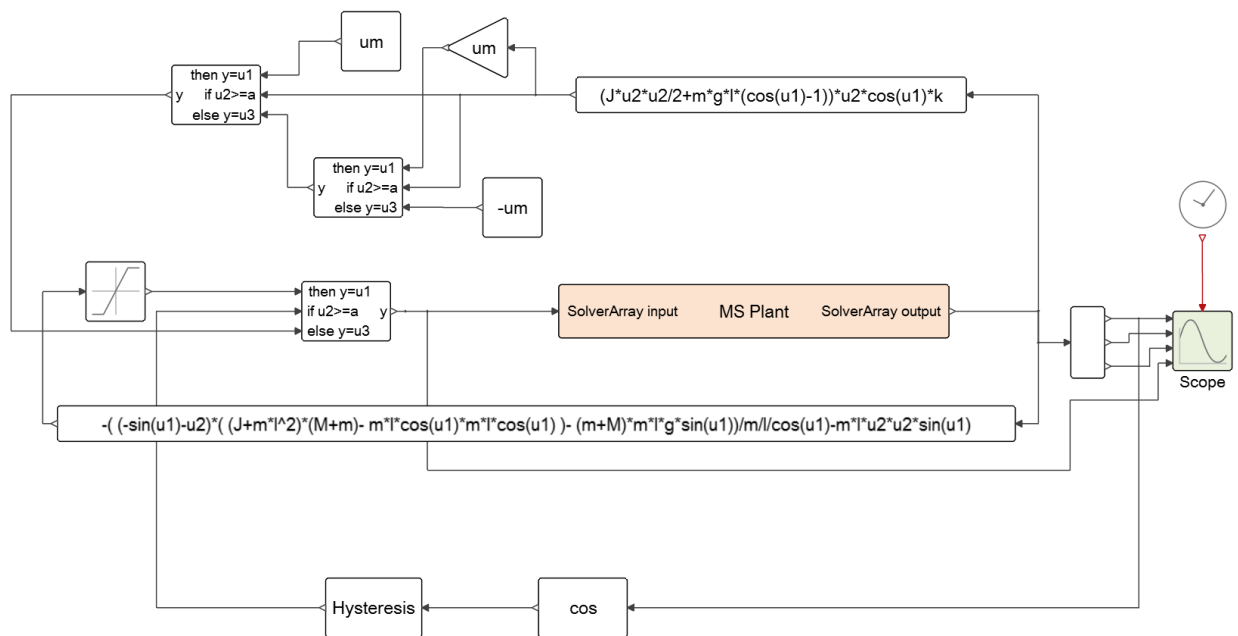 um
um
then y=u1
y if u2>=a
else y=u3
(J*u2*u2/2+m*g*l*(cos(u1)-1))*u2*cos(u1)*k
then y=u1
y if u2>=a
else y=u3
-um
then y=u1
if u2>=a y
else y=u3
SolverArray input MS Plant SolverArray output
Scope
-( (-sin(u1)-u2)*( (J+m*l^2)*(M+m)- m*l*cos(u1)*m*l*cos(u1) )- (m+M)*m*l*g*sin(u1))/m/l/cos(u1)-m*l*u2*u2*sin(u1)
Hysteresis
cos